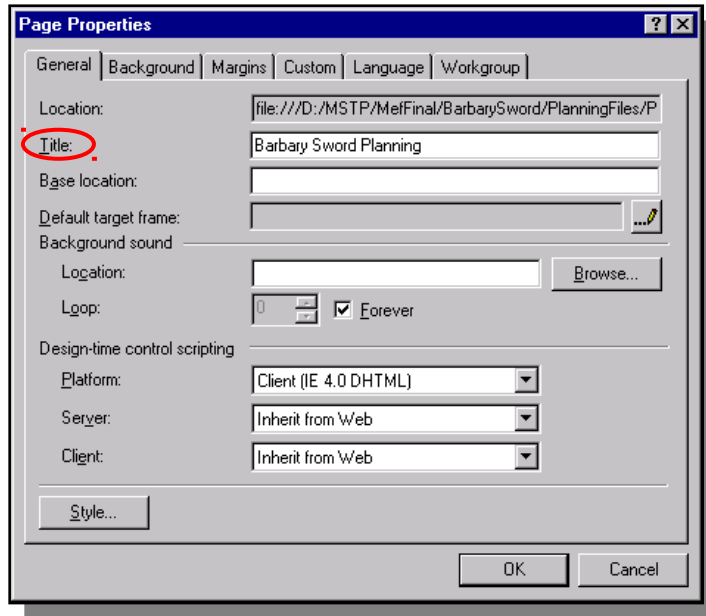 Page Properties
General Background Margins Custom Language Workgroup
Location: file:///D:/MSTP/MefFinal/BarbarySword/PlanningFiles/P
Title: Barbary Sword Planning
Base location:
Default target frame: ...
Background sound
Location: Browse...
Loop: 0 Forever
Design-time control scripting
Platform: Client (IE 4.0 DHTML)
Server: Inherit from Web
Client: Inherit from Web
Style...
OK Cancel